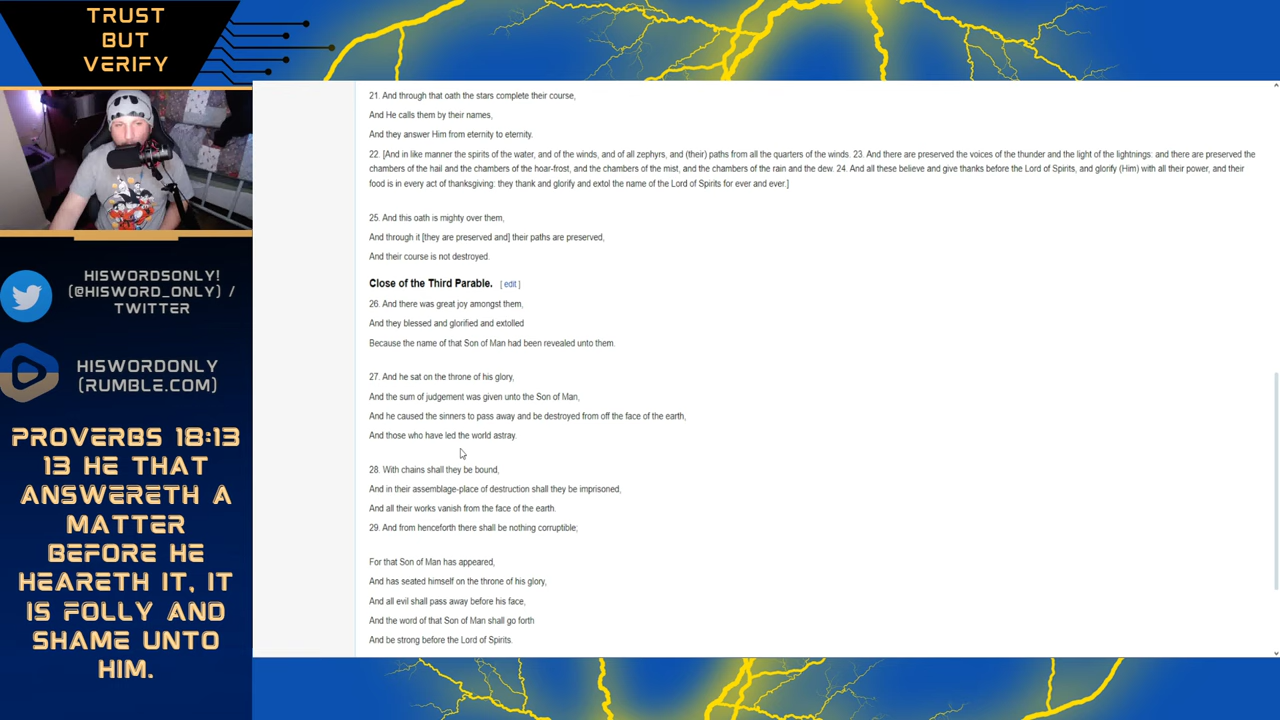 TRUST
BUT
VERIFY
HISWORDSONLY!
(@HISWORD_ONLY) /
TWITTER
HISWORDONLY
(RUMBLE.COM)
PROVERBS 18:13
13 HE THAT
ANSWERETH A
MATTER
BEFORE HE
HEARETH IT, IT
IS FOLLY AND
SHAME UNTO
HIM.
21. And through that oath the stars complete their course,
And He calls them by their names,
And they answer Him from eternity to eternity.
22. [And in like manner the spirits of the water, and of the winds, and of all zephyrs, and (their) paths from all the quarters of the winds. 23. And there are preserved the voices of the thunder and the light of the lightnings: and there are preserved the
chambers of the hail and the chambers of the hoar-frost, and the chambers of the mist, and the chambers of the rain and the dew. 24. And all these believe and give thanks before the Lord of Spirits, and glorify (Him) with all their power, and their
food is in every act of thanksgiving: they thank and glorify and extol the name of the Lord of Spirits for ever and ever.]
25. And this oath is mighty over them,
And through it [they are preserved and] their paths are preserved,
And their course is not destroyed.
Close of the Third Parable. [ edit ]
26. And there was great joy amongst them,
And they blessed and glorified and extolled
Because the name of that Son of Man had been revealed unto them.
27. And he sat on the throne of his glory,
And the sum of judgement was given unto the Son of Man,
And he caused the sinners to pass away and be destroyed from off the face of the earth,
And those who have led the world astray.
28. With chains shall they be bound,
And in their assemblage-place of destruction shall they be imprisoned,
And all their works vanish from the face of the earth.
29. And from henceforth there shall be nothing corruptible;
For that Son of Man has appeared,
And has seated himself on the throne of his glory,
And all evil shall pass away before his face,
And the word of that Son of Man shall go forth
And be strong before the Lord of Spirits.